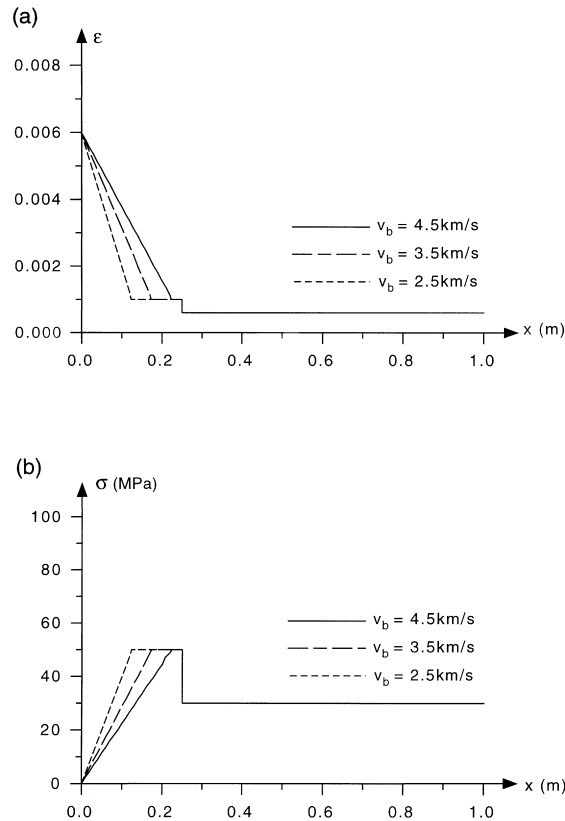 (a)
ε
0.008
0.006
0.004
0.002
0.000
v_b = 4.5km/s
v_b = 3.5km/s
v_b = 2.5km/s
x (m)
0.0 0.2 0.4 0.6 0.8 1.0
(b)
σ (MPa)
100
80
60
40
20
0
v_b = 4.5km/s
v_b = 3.5km/s
v_b = 2.5km/s
x (m)
0.0 0.2 0.4 0.6 0.8 1.0